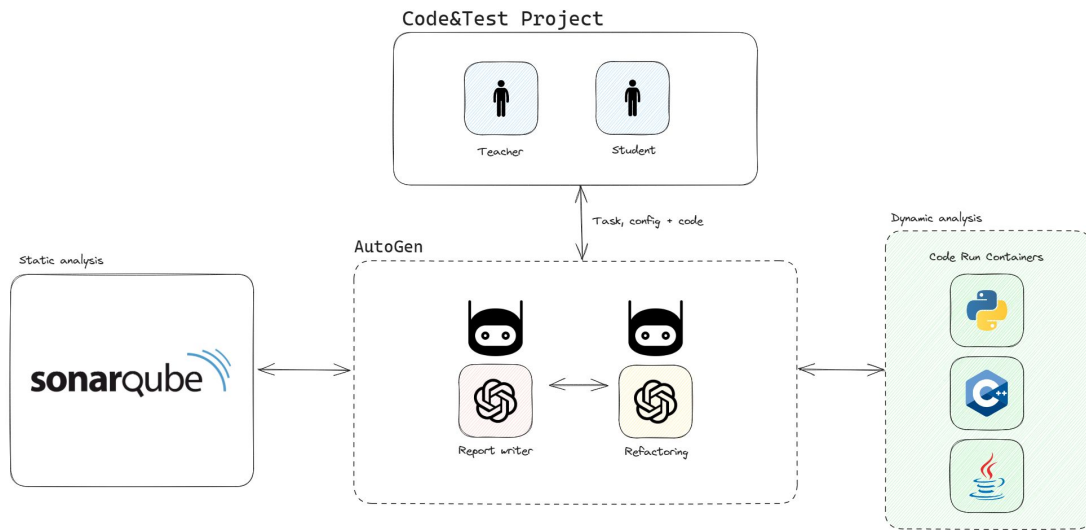 Code&Test Project
Teacher
Student
Task, config + code
AutoGen
Static analysis
sonarqube
Report writer
Refactoring
Dynamic analysis
Code Run Containers
C++